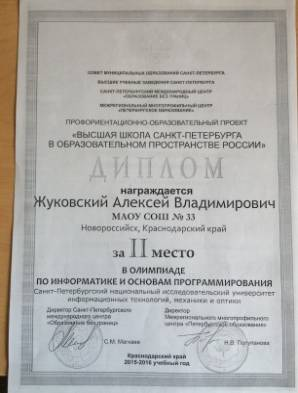 СОВЕТ МУНИЦИПАЛЬНЫХ ОБРАЗОВАНИЙ САНКТ-ПЕТЕРБУРГА
ВЫСШИЕ УЧЕБНЫЕ ЗАВЕДЕНИЯ САНКТ-ПЕТЕРБУРГА
САНКТ-ПЕТЕРБУРГСКИЙ МЕЖДУНАРОДНЫЙ ЦЕНТР
«ОБРАЗОВАНИЕ БЕЗ ГРАНИЦ»
МЕЖРЕГИОНАЛЬНЫЙ МНОГОПРОФИЛЬНЫЙ ЦЕНТР
«ПЕТЕРБУРГСКОЕ ОБРАЗОВАНИЕ»
ПРОФОРИЕНТАЦИОННО-ОБРАЗОВАТЕЛЬНЫЙ ПРОЕКТ
«ВЫСШАЯ ШКОЛА САНКТ-ПЕТЕРБУРГА
В ОБРАЗОВАТЕЛЬНОМ ПРОСТРАНСТВЕ РОССИИ»
ДИПЛОМ
награждается
Жуковский Алексей Владимирович
МАОУ СОШ № 33
Новороссийск, Краснодарский край
за II место
В ОЛИМПИАДЕ
ПО ИНФОРМАТИКЕ И ОСНОВАМ ПРОГРАММИРОВАНИЯ
Санкт-Петербургский национальный исследовательский университет
информационных технологий, механики и оптики
Директор Санкт-Петербургского
международного центра
«Образование без границ»
С.М. Магкаев
Директор
Межрегионального многопрофильного
центра «Петербургское образование»
Н.В. Полупанова
Краснодарский край
2015-2016 учебный год